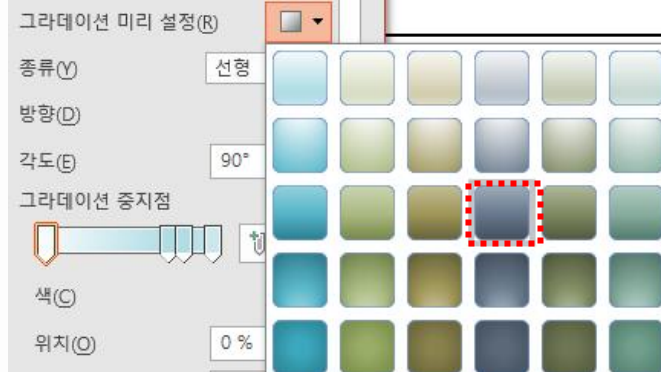 그라데이션 미리 설정(R)
종류(Y) 선형
방향(D)
각도(E) 90°
그라데이션 중지점
색(C)
위치(O) 0 %